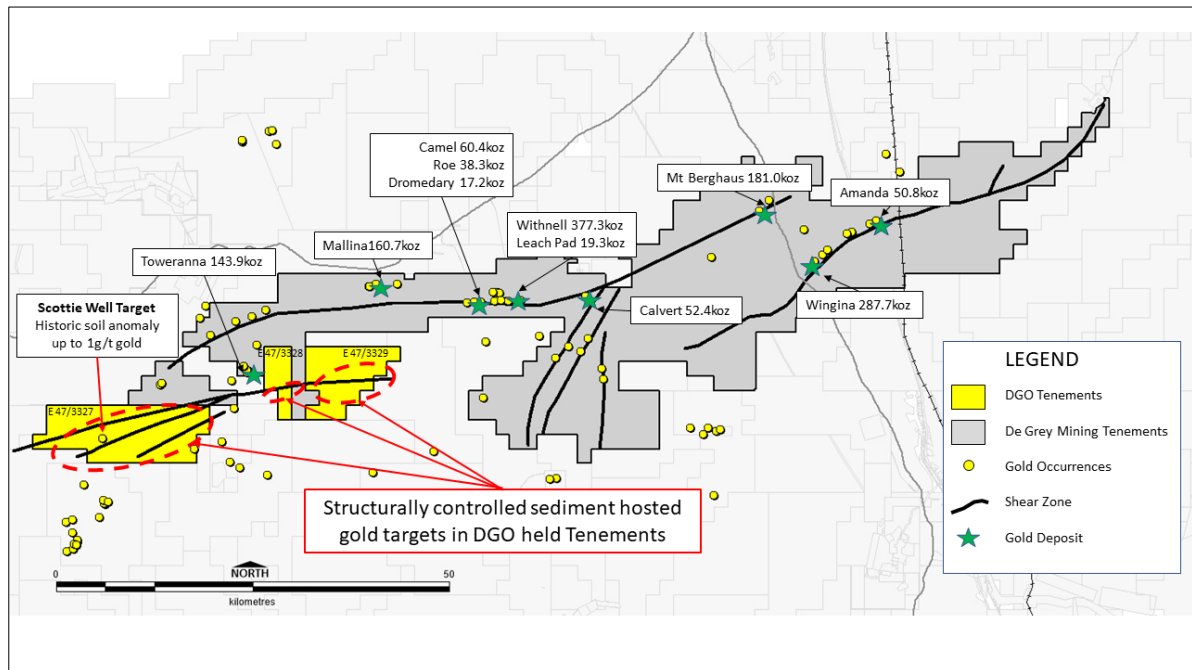 Camel 60.4koz
Roe 38.3koz
Dromedary 17.2koz
Mt Berghaus 181.0koz
Amanda 50.8koz
Withnell 377.3koz
Leach Pad 19.3koz
Mallina160.7koz
Toweranna 143.9koz
Calvert 52.4koz
Wingina 287.7koz
Scottie Well Target
Historic soil anomaly
up to 1g/t gold
E 47/3328
E 47/3329
E 47/3327
Structurally controlled sediment hosted
gold targets in DGO held Tenements
LEGEND
DGO Tenements
De Grey Mining Tenements
Gold Occurrences
Shear Zone
Gold Deposit
NORTH
0
50
kilometres